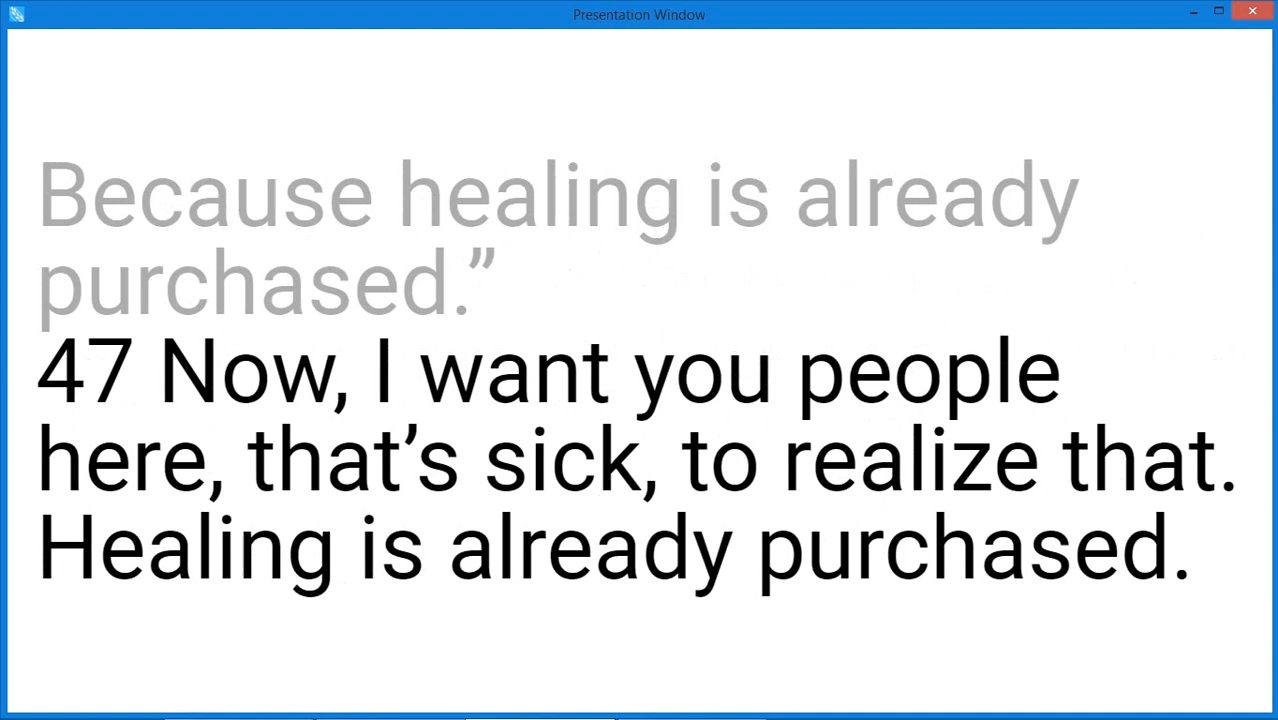 Presentation Window
Because healing is already
purchased.”
47 Now, I want you people
here, that’s sick, to realize that.
Healing is already purchased.